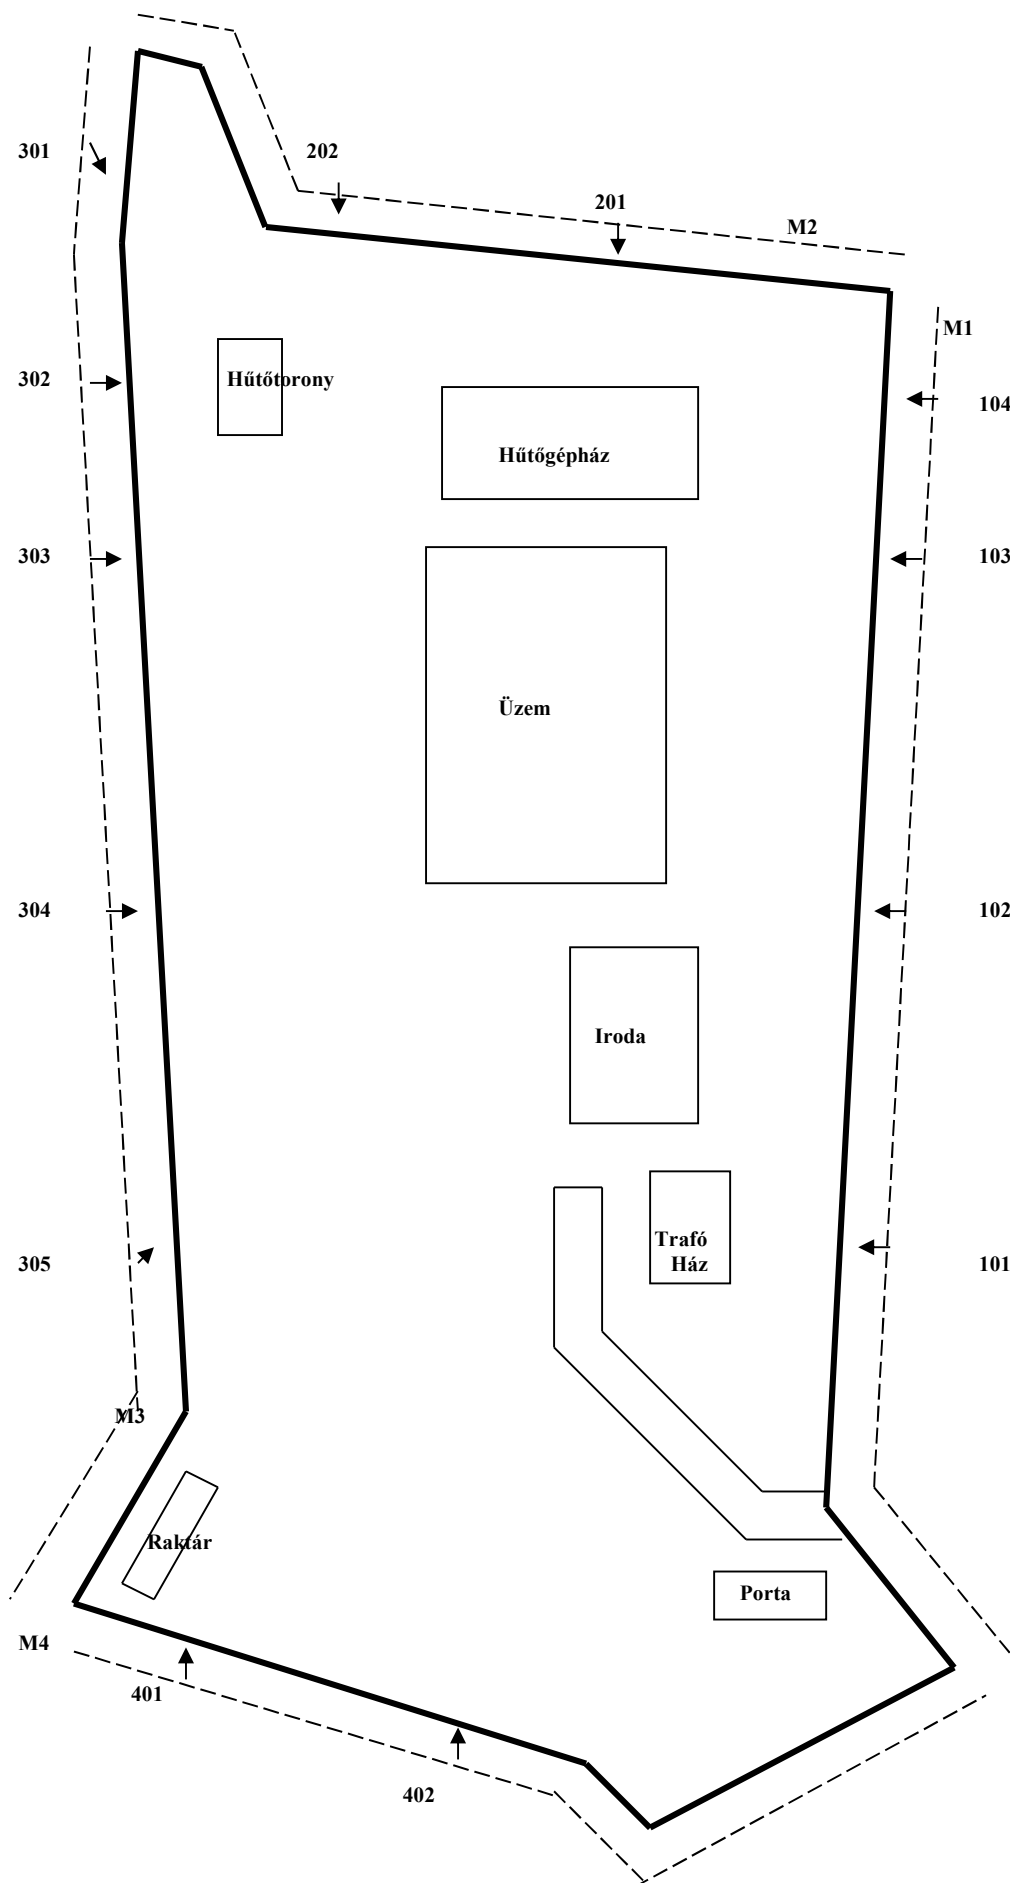 301
202
201
M2
M1
302
Hűtőtorony
104
Hűtőgépház
303
103
Üzem
304
102
Iroda
Trafó
Ház
305
101
M3
Raktár
Porta
M4
401
402